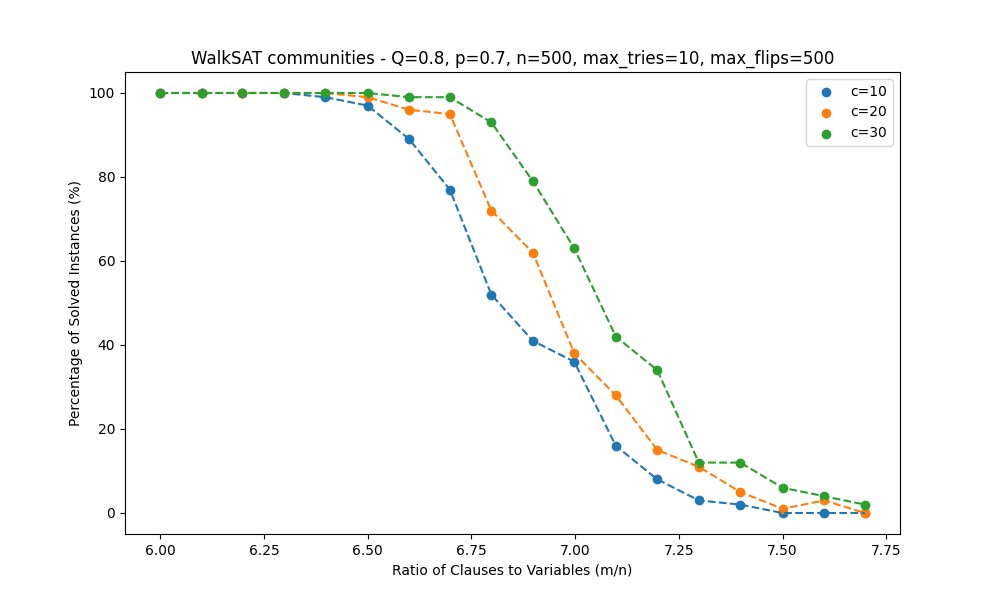 WalkSAT communities - Q=0.8, p=0.7, n=500, max_tries=10, max_flips=500
c=10
c=20
c=30
100
80
60
40
20
0
Percentage of Solved Instances (%)
6.00 6.25 6.50 6.75 7.00 7.25 7.50 7.75
Ratio of Clauses to Variables (m/n)